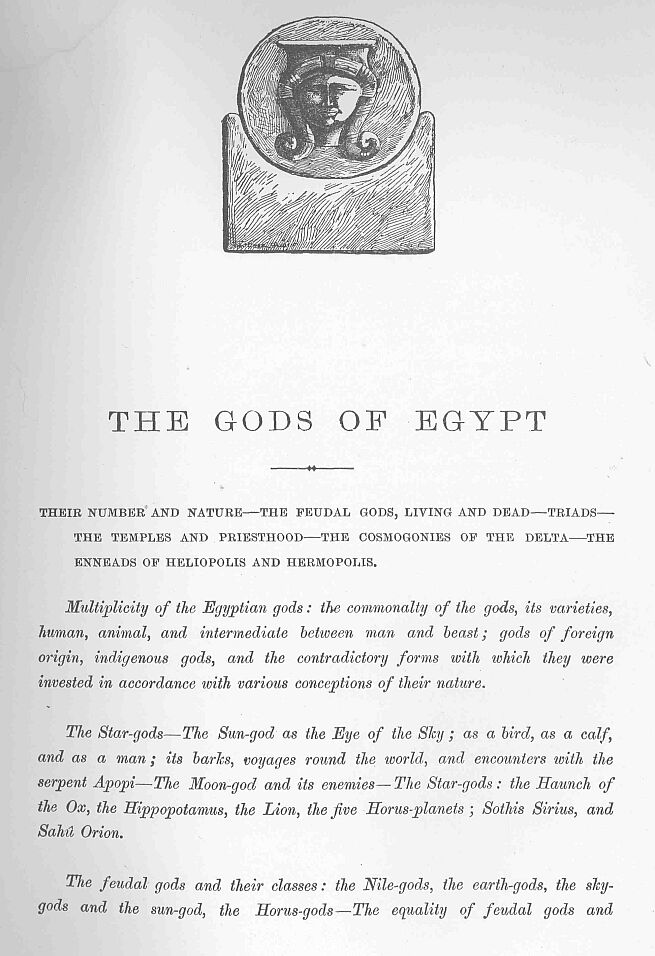 THE GODS OF EGYPT
THEIR NUMBER AND NATURE—THE FEUDAL GODS, LIVING AND DEAD—TRIADS—
THE TEMPLES AND PRIESTHOOD—THE COSMOGONIES OF THE DELTA—THE
ENNEADS OF HELIOPOLIS AND HERMOPOLIS.
Multiplicity of the Egyptian gods: the commonalty of the gods, its varieties,
human, animal, and intermediate between man and beast; gods of foreign
origin, indigenous gods, and the contradictory forms with which they were
invested in accordance with various conceptions of their nature.
The Star-gods—The Sun-god as the Eye of the Sky; as a bird, as a calf,
and as a man; its barks, voyages round the world, and encounters with the
serpent Apopi—The Moon-god and its enemies—The Star-gods: the Haunch of
the Ox, the Hippopotamus, the Lion, the five Horus-planets; Sothis Sirius, and
Sahû Orion.
The feudal gods and their classes: the Nile-gods, the earth-gods, the sky-
gods and the sun-god, the Horus-gods—The equality of feudal gods and